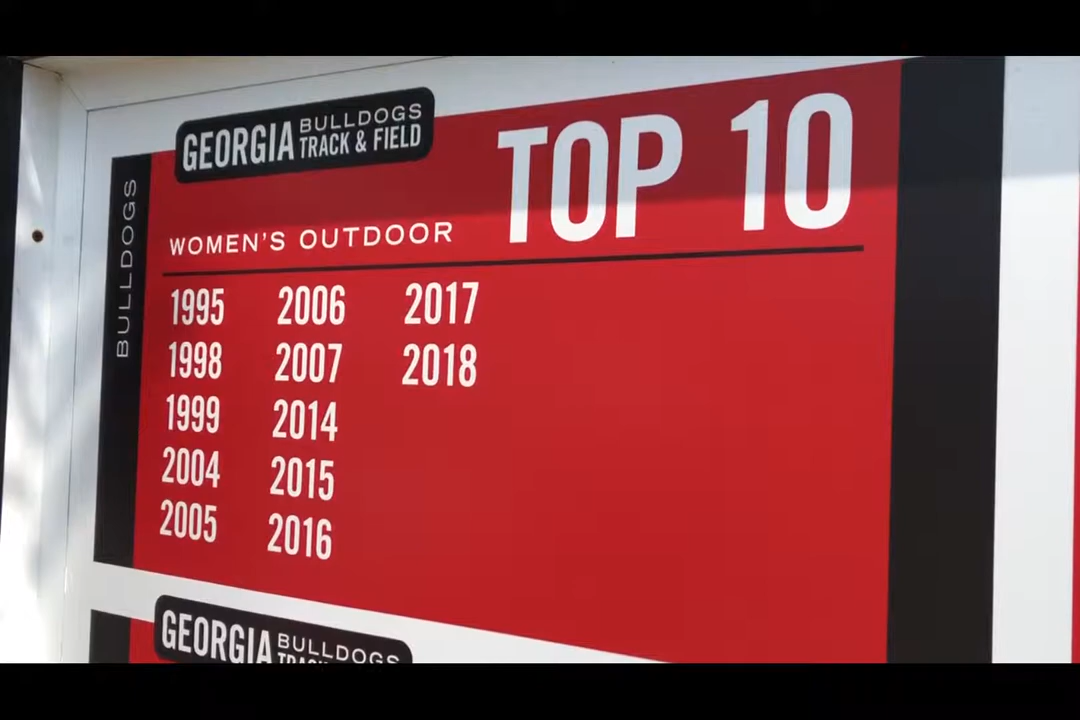 GEORGIA BULLDOGS
TRACK & FIELD
TOP 10
BULLDOGS
WOMEN'S OUTDOOR
1995 2006 2017
1998 2007 2018
1999 2014
2004 2015
2005 2016
GEORGIA BULLDOGS